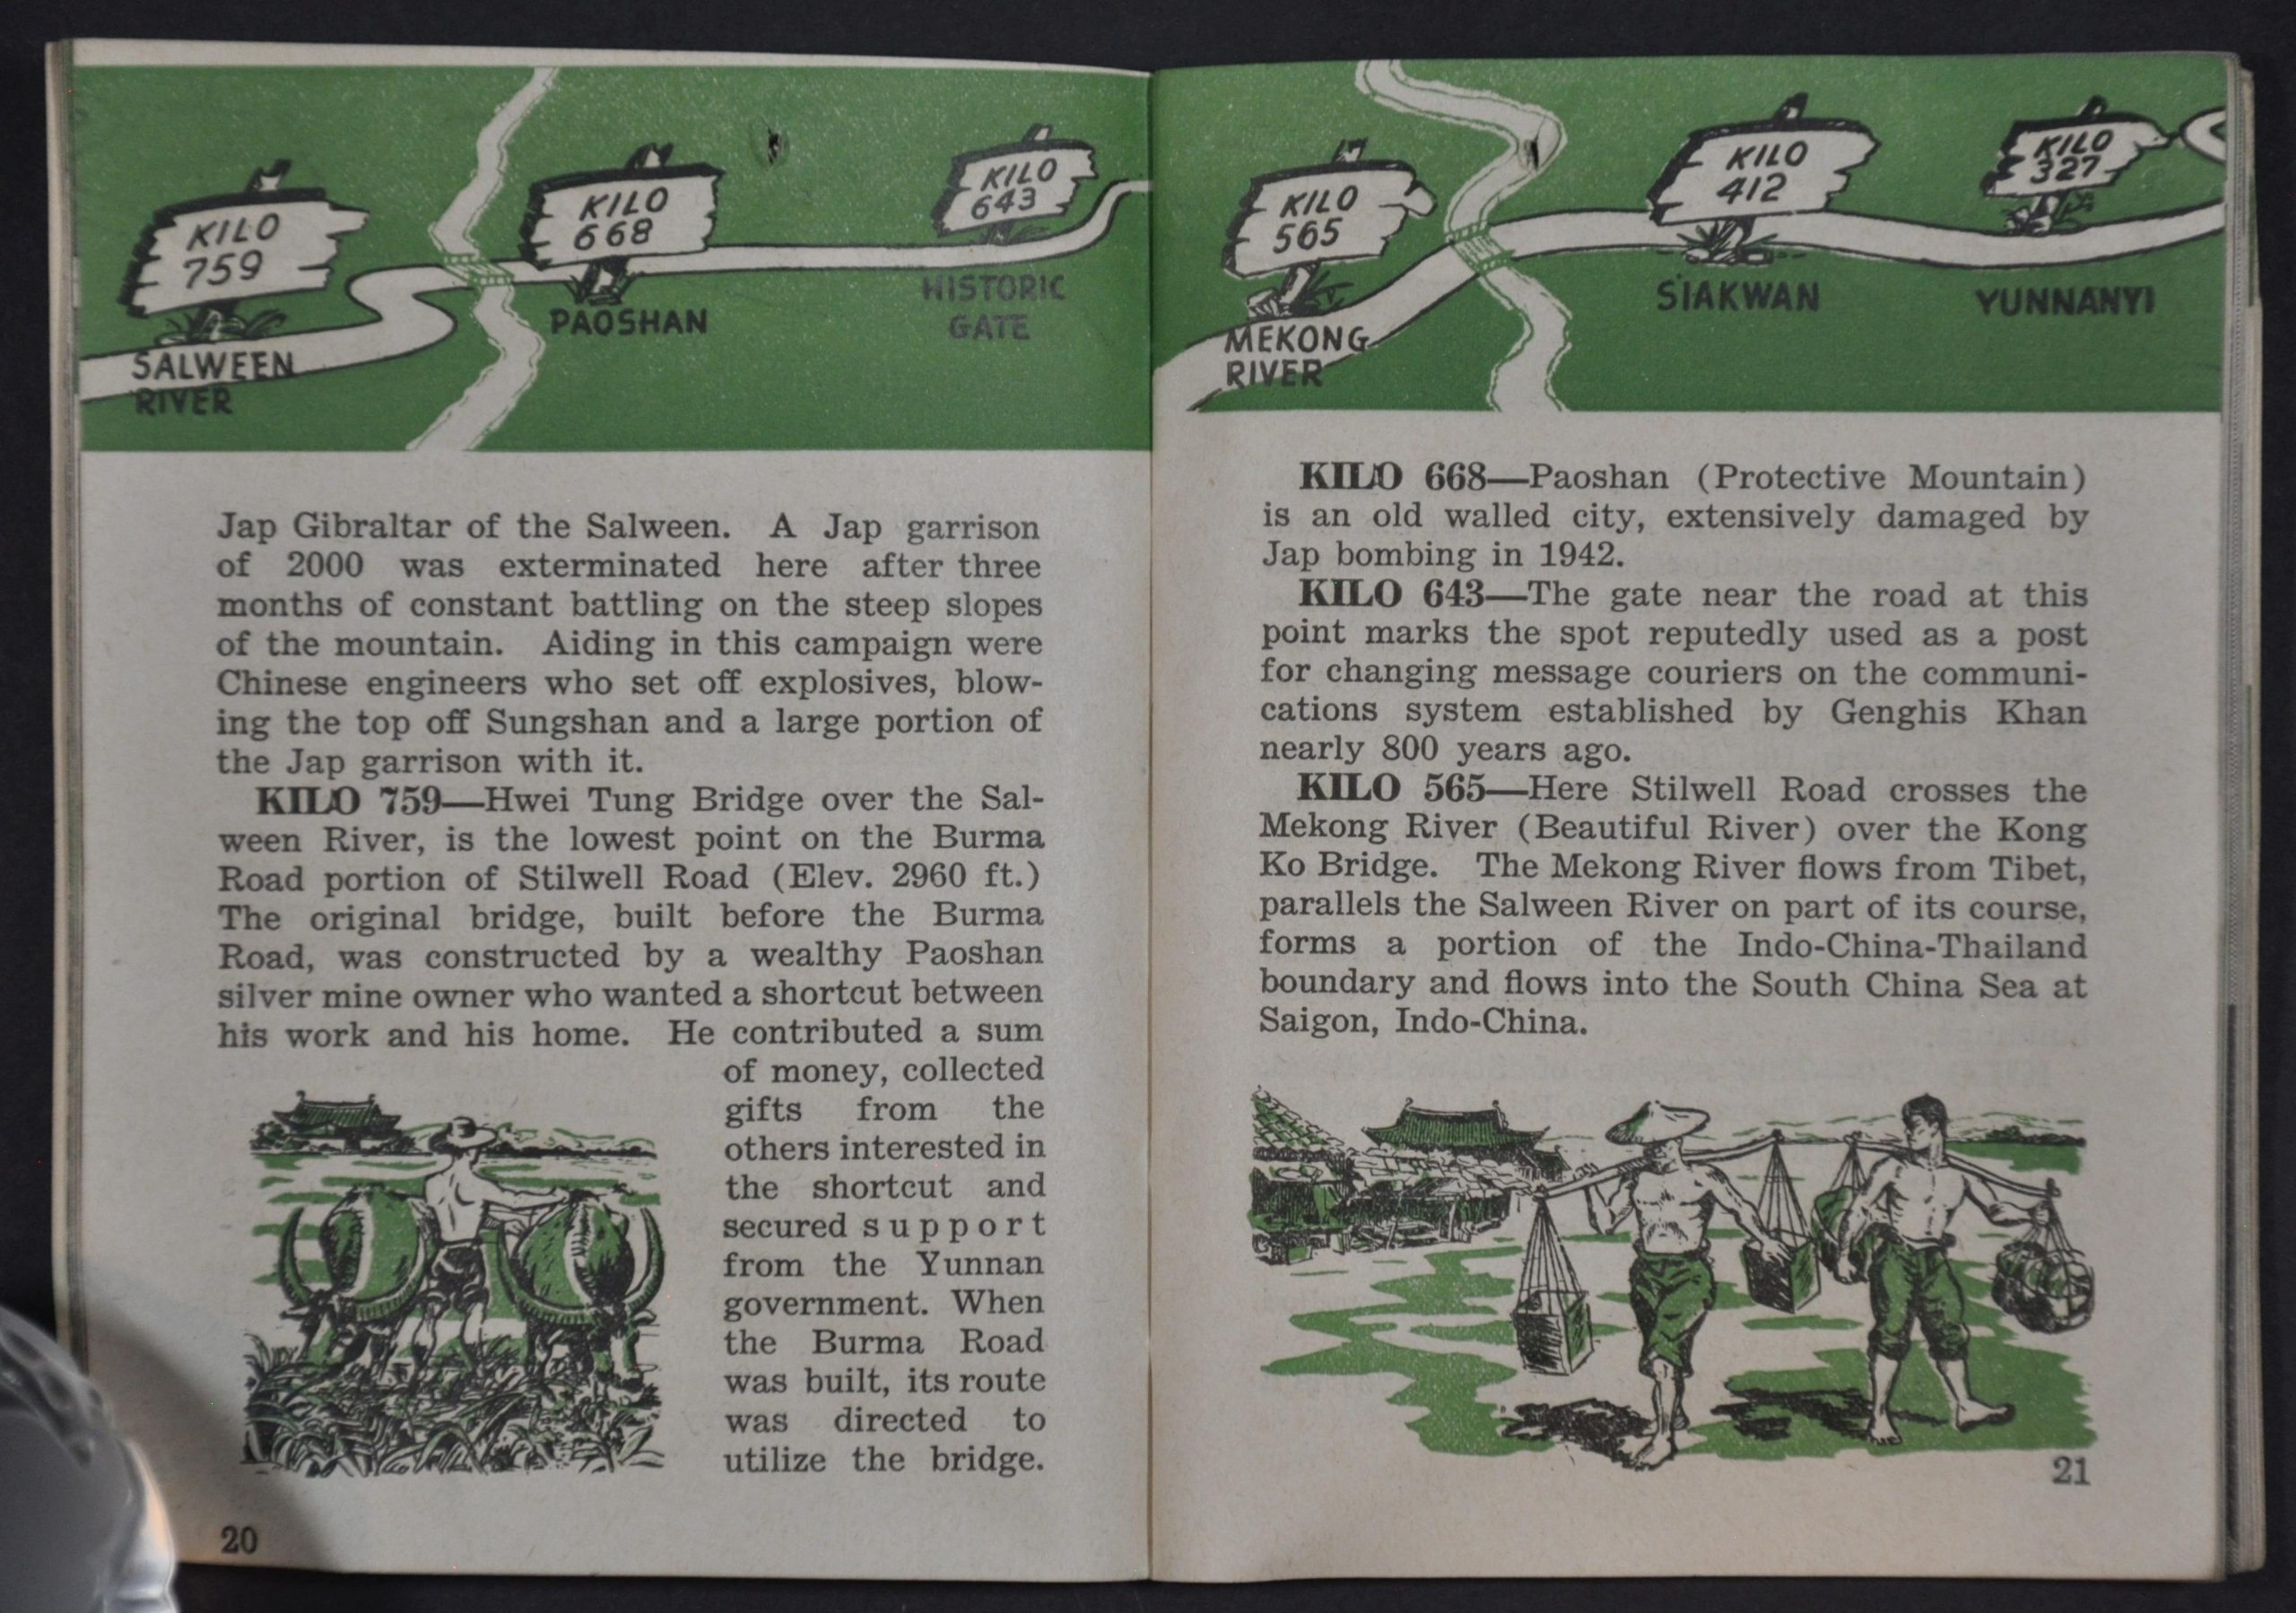 KILO
759
SALWEEN
RIVER
KILO
668
PAOSHAN
KILO
643
HISTORIC
GATE
Jap Gibraltar of the Salween. A Jap garrison
of 2000 was exterminated here after three
months of constant battling on the steep slopes
of the mountain. Aiding in this campaign were
Chinese engineers who set off explosives, blow-
ing the top off Sungshan and a large portion of
the Jap garrison with it.
KILO 759—Hwei Tung Bridge over the Sal-
ween River, is the lowest point on the Burma
Road portion of Stilwell Road (Elev. 2960 ft.)
The original bridge, built before the Burma
Road, was constructed by a wealthy Paoshan
silver mine owner who wanted a shortcut between
his work and his home. He contributed a sum
of money, collected
gifts from the
others interested in
the shortcut and
secured support
from the Yunnan
government. When
the Burma Road
was built, its route
was directed to
utilize the bridge.
20
KILO
565
MEKONG
RIVER
KILO
412
SIAKWAN
KILO
327
YUNNANYI
KILO 668—Paoshan (Protective Mountain)
is an old walled city, extensively damaged by
Jap bombing in 1942.
KILO 643—The gate near the road at this
point marks the spot reputedly used as a post
for changing message couriers on the communi-
cations system established by Genghis Khan
nearly 800 years ago.
KILO 565—Here Stilwell Road crosses the
Mekong River (Beautiful River) over the Kong
Ko Bridge. The Mekong River flows from Tibet,
parallels the Salween River on part of its course,
forms a portion of the Indo-China-Thailand
boundary and flows into the South China Sea at
Saigon, Indo-China.
21